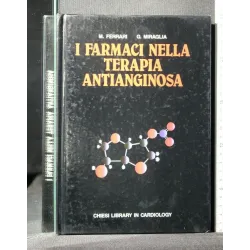 M. FERRARI G. MIRAGLIA
I FARMACI NELLA
TERAPIA
ANTIANGINOSA
CHIESI LIBRARY IN CARDIOLOGY